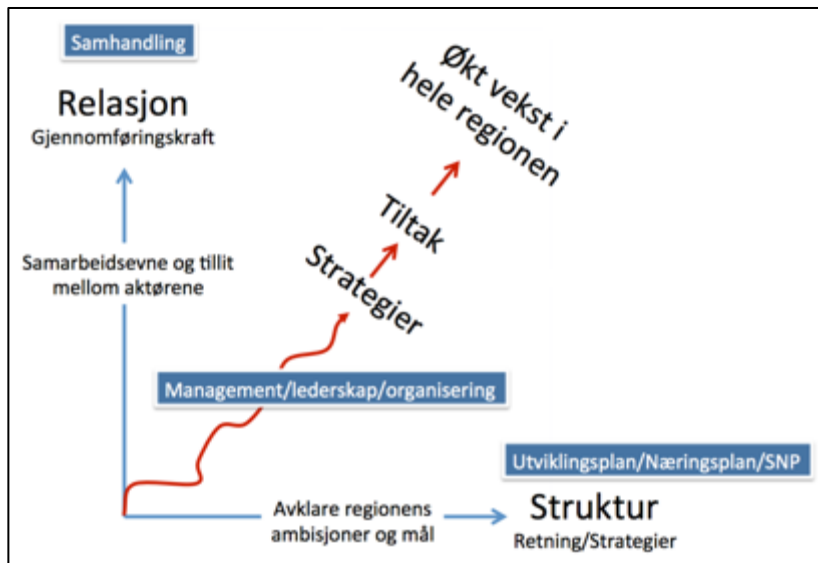 Samhandling
Relasjon
Gjennomføringskraft
Samarbeidsevne og tillit
mellom aktørene
Økt vekst i
hele regionen
Tiltak
Strategier
Management/lederskap/organisering
Utviklingsplan/Næringsplan/SNP
Avklare regionens
ambisjoner og mål
Struktur
Retning/Strategier